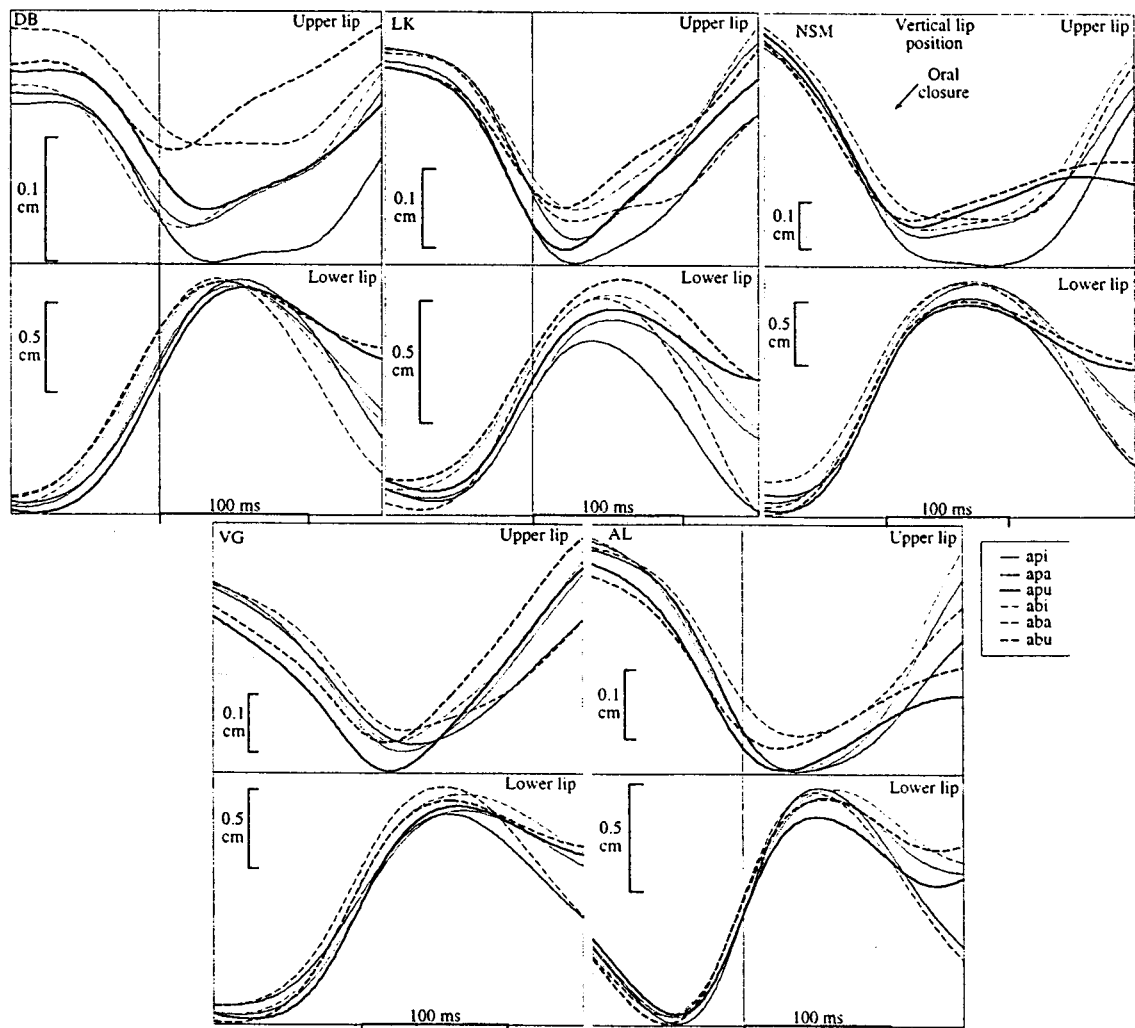 DB
Upper lip
0.1
cm
Lower lip
0.5
cm
100 ms
LK
Upper lip
0.1
cm
Lower lip
0.5
cm
100 ms
NSM
Vertical lip
position
Upper lip
Oral
closure
0.1
cm
Lower lip
0.5
cm
100 ms
VG
Upper lip
0.1
cm
Lower lip
0.5
cm
100 ms
AL
Upper lip
0.1
cm
Lower lip
0.5
cm
100 ms
api
apa
apu
abi
aba
abu